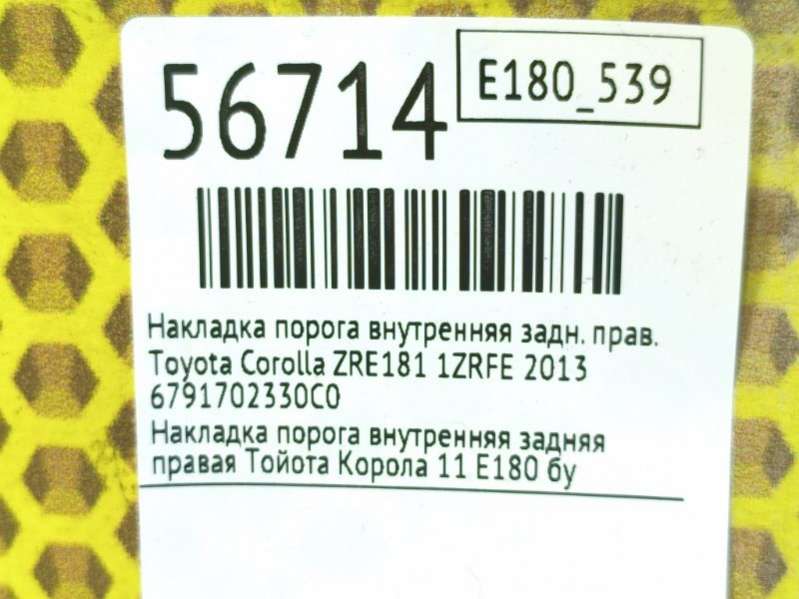 56714
E180_539
Накладка порога внутренняя задн. прав.
Toyota Corolla ZRE181 1ZRFE 2013
6791702330C0
Накладка порога внутренняя задняя
правая Тойота Корола 11 Е180 бу